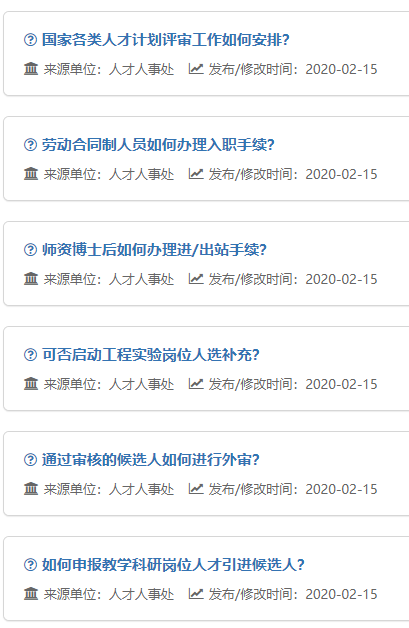 国家各类人才计划评审工作如何安排？
来源单位：人才人事处 发布/修改时间：2020-02-15
劳动合同制人员如何办理入职手续？
来源单位：人才人事处 发布/修改时间：2020-02-15
师资博士后如何办理进/出站手续？
来源单位：人才人事处 发布/修改时间：2020-02-15
可否启动工程实验岗位人选补充？
来源单位：人才人事处 发布/修改时间：2020-02-15
通过审核的候选人如何进行外审？
来源单位：人才人事处 发布/修改时间：2020-02-15
如何申报教学科研岗位人才引进候选人？
来源单位：人才人事处 发布/修改时间：2020-02-15